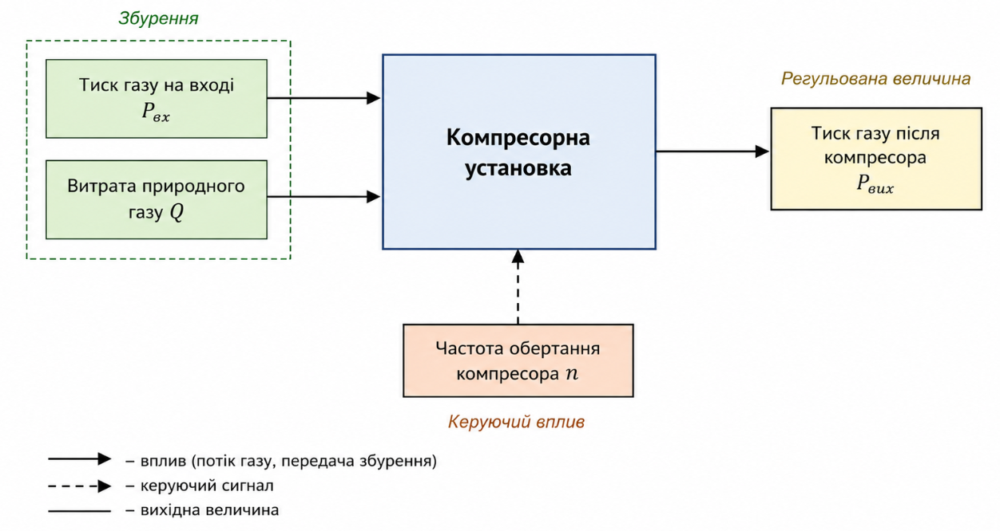 Збурення
Тиск газу на вході
Pвх
Витрата природного
газу Q
Компресорна
установка
Регульована величина
Тиск газу після
компресора
Pвих
Частота обертання
компресора n
Керуючий вплив
– вплив (потік газу, передача збурення)
– керуючий сигнал
– вихідна величина